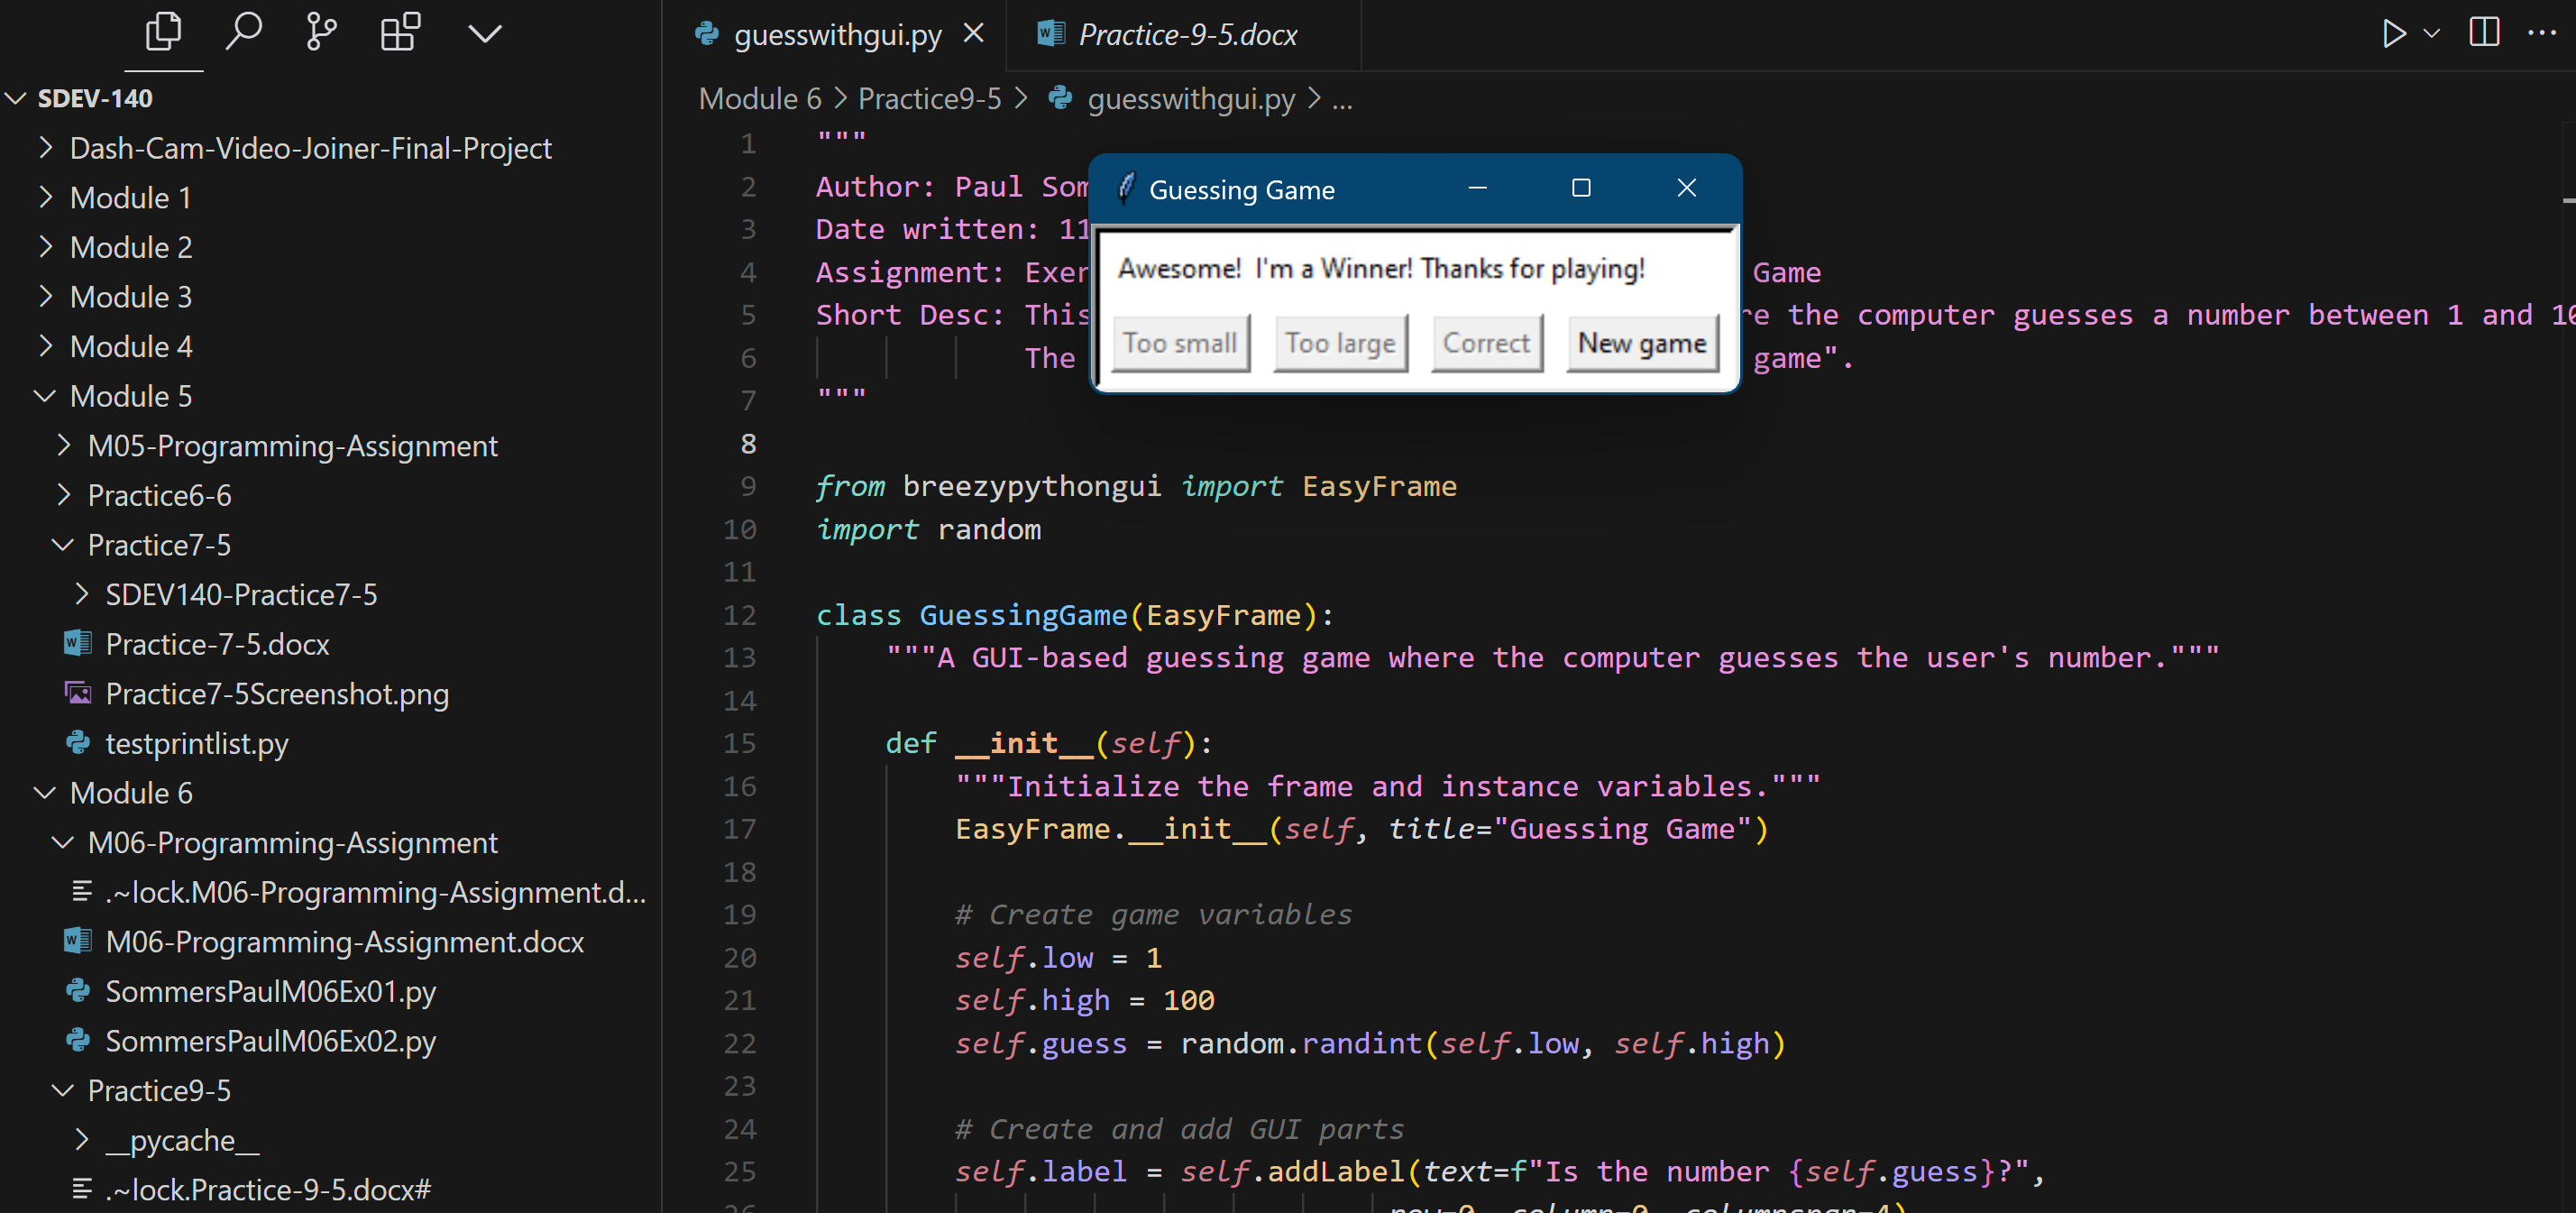 SDEV-140
Dash-Cam-Video-Joiner-Final-Project
Module 1
Module 2
Module 3
Module 4
Module 5
M05-Programming-Assignment
Practice6-6
Practice7-5
SDEV140-Practice7-5
Practice-7-5.docx
Practice7-5Screenshot.png
testprintlist.py
Module 6
M06-Programming-Assignment
.~lock.M06-Programming-Assignment.d...
M06-Programming-Assignment.docx
SommersPaulM06Ex01.py
SommersPaulM06Ex02.py
Practice9-5
__pycache__
.~lock.Practice-9-5.docx#
guesswithgui.py
Practice-9-5.docx
Module 6 > Practice9-5 > guesswithgui.py > ...
1 """
2 Author: Paul Som
3 Date written: 11
4 Assignment: Exer Game
5 Short Desc: This e the computer guesses a number between 1 and 10
6 The game".
7 """
8
9 from breezypythongui import EasyFrame
10 import random
11
12 class GuessingGame(EasyFrame):
13 """A GUI-based guessing game where the computer guesses the user's number."""
14
15 def __init__(self):
16 """Initialize the frame and instance variables."""
17 EasyFrame.__init__(self, title="Guessing Game")
18
19 # Create game variables
20 self.low = 1
21 self.high = 100
22 self.guess = random.randint(self.low, self.high)
23
24 # Create and add GUI parts
25 self.label = self.addLabel(text=f"Is the number {self.guess}?",
26 row=0, column=0, columnspan=4)
Guessing Game
Awesome! I'm a Winner! Thanks for playing!
Too small Too large Correct New game